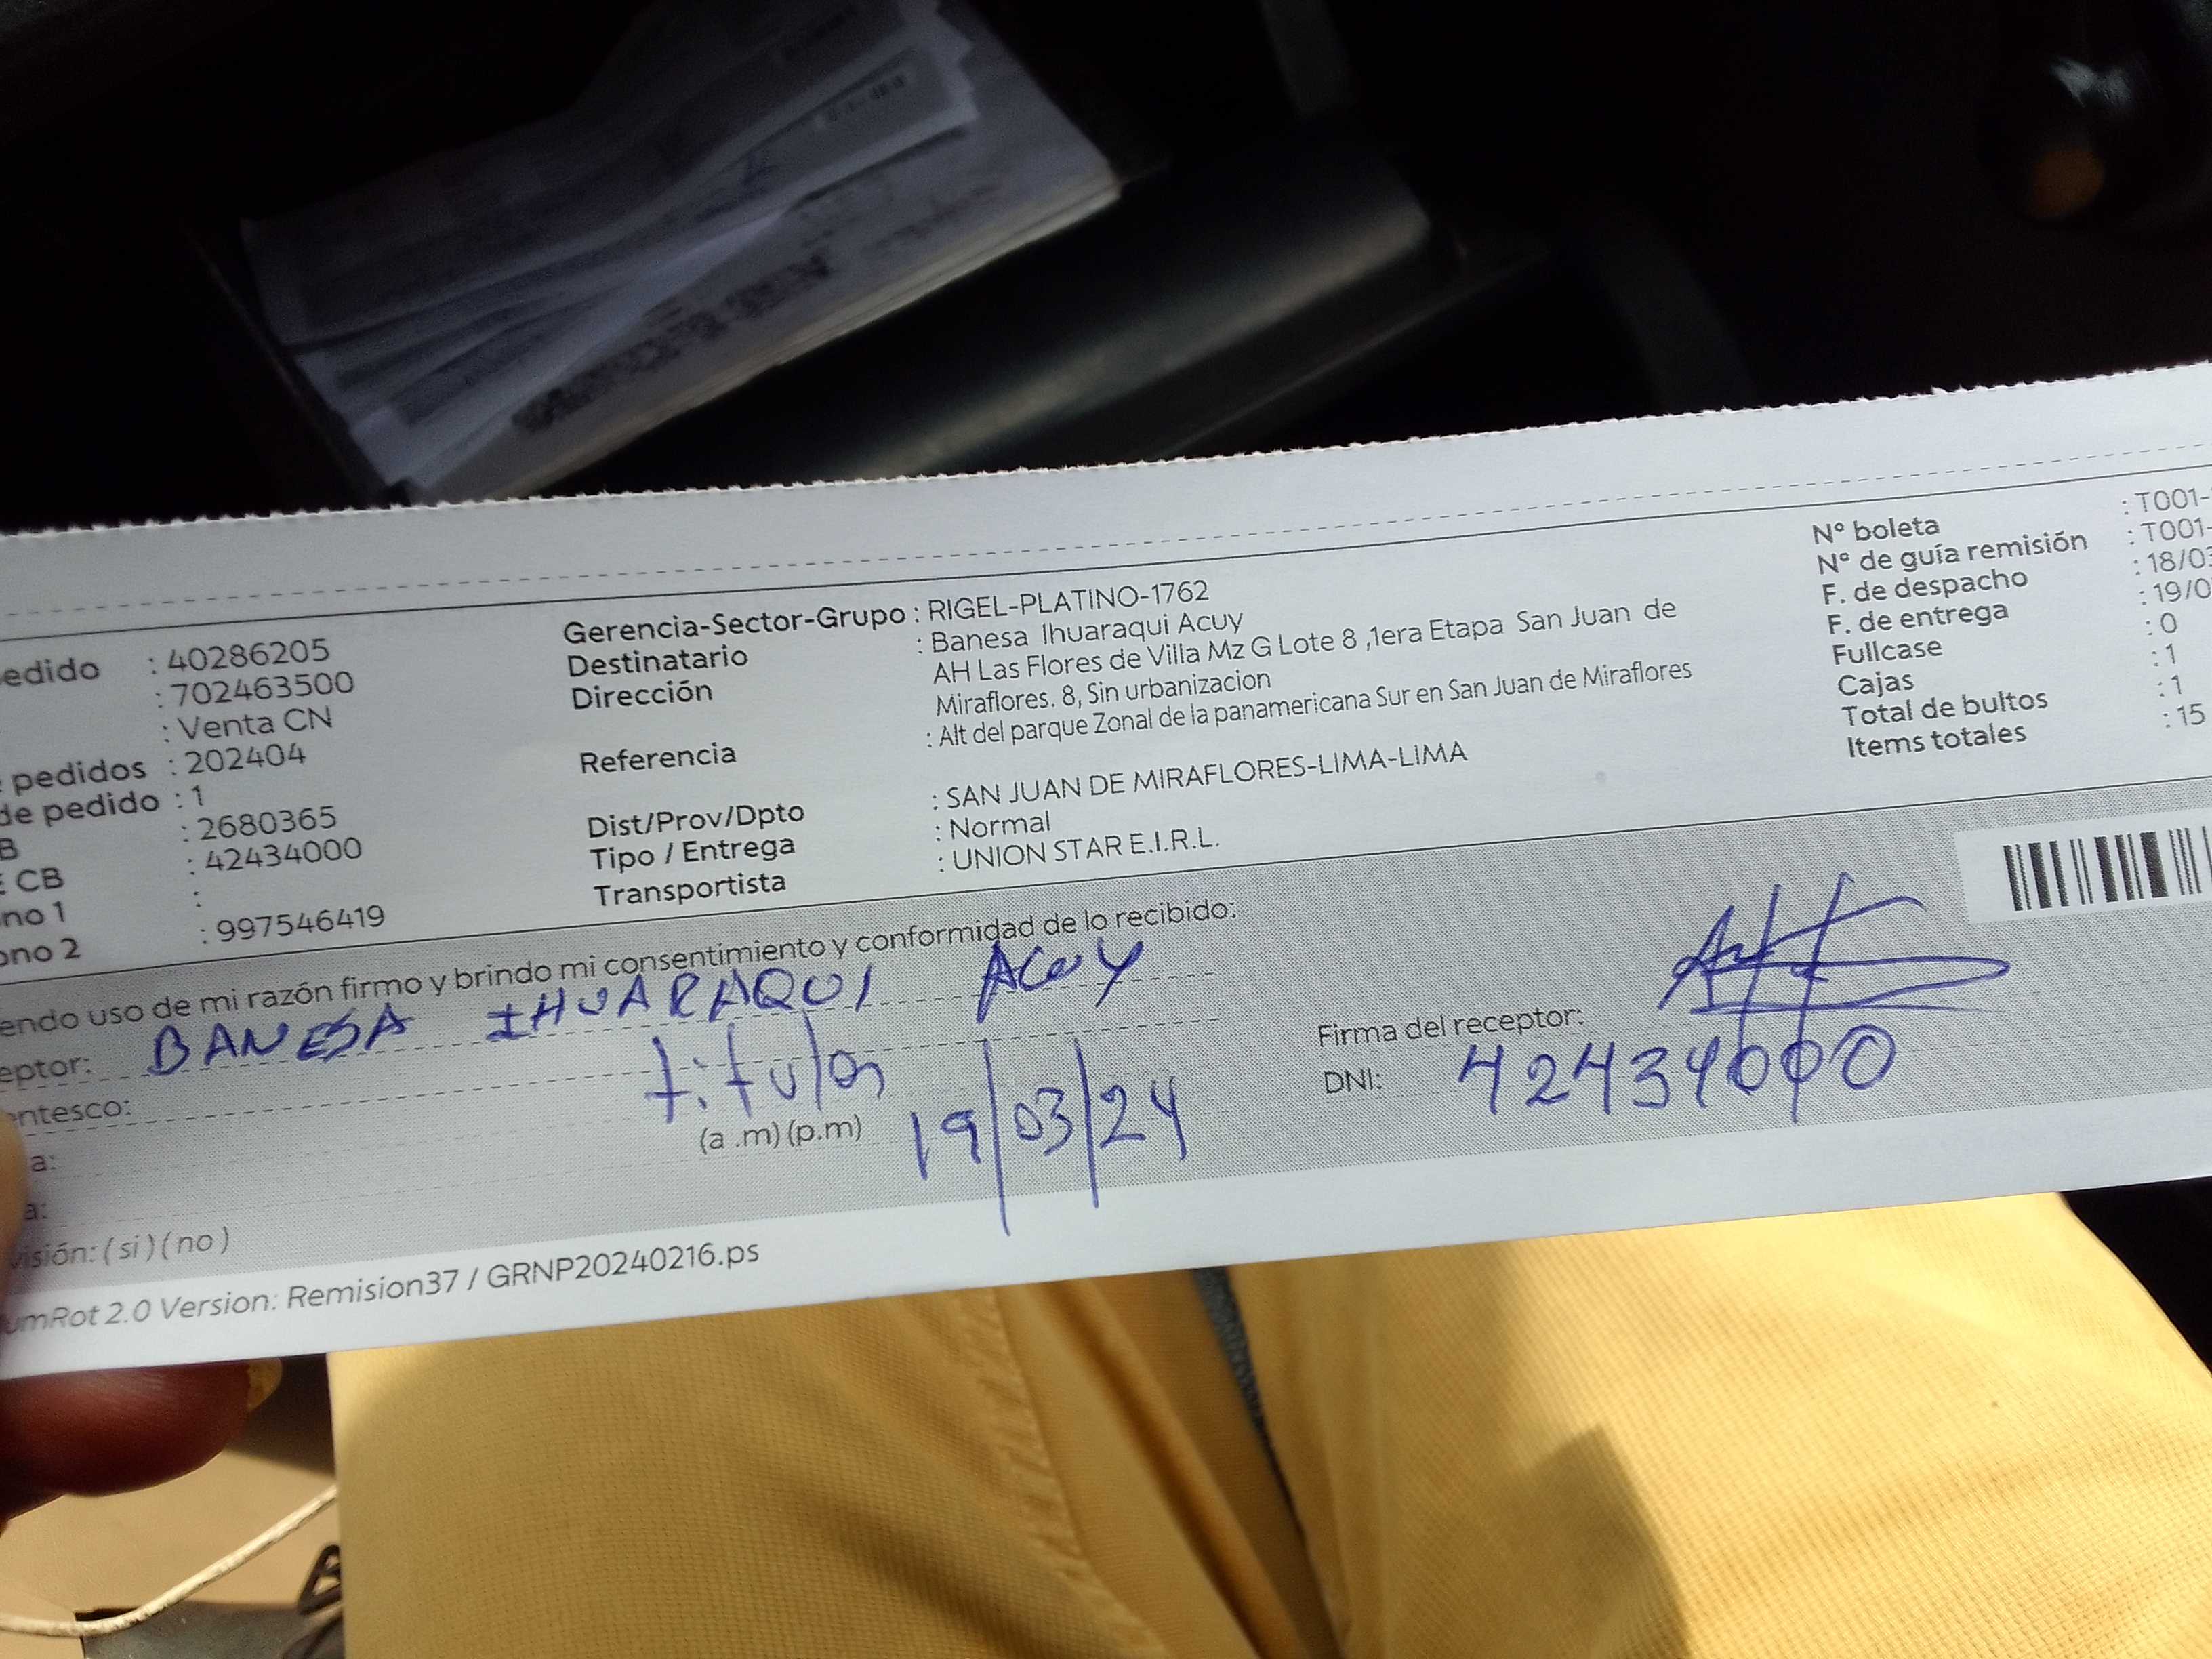 edido : 40286205
: 702463500
: Venta CN
pedidos : 202404
de pedido : 1
B : 2680365
E CB : 42434000
no 1 :
ono 2 : 997546419
Gerencia-Sector-Grupo : RIGEL-PLATINO-1762
Destinatario : Banesa Ihuaraqui Acuy
Dirección AH Las Flores de Villa Mz G Lote 8 ,1era Etapa San Juan de
Miraflores. 8, Sin urbanizacion
Referencia : Alt del parque Zonal de la panamericana Sur en San Juan de Miraflores
Dist/Prov/Dpto : SAN JUAN DE MIRAFLORES-LIMA-LIMA
Tipo / Entrega : Normal
Transportista : UNION STAR E.I.R.L.
N° boleta : T001-
N° de guía remisión : T001-
F. de despacho : 18/03
F. de entrega : 19/0
Fullcase : 0
Cajas : 1
Total de bultos : 1
Items totales : 15
endo uso de mi razón firmo y brindo mi consentimiento y conformidad de lo recibido:
eptor: BANESA IHUARAQUI ACUY
entesco: titular
a: (a .m) (p.m) 19/03/24
a:
visión: ( si ) ( no )
Firma del receptor:
DNI: 42434000
umRot 2.0 Version: Remision37 / GRNP20240216.ps